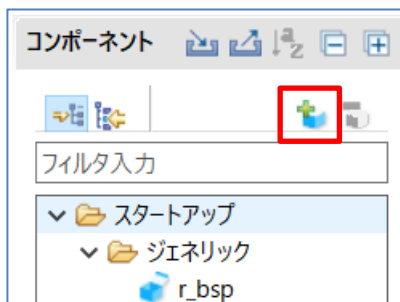 コンポーネント
フィルタ入力
スタートアップ
ジェネリック
r_bsp